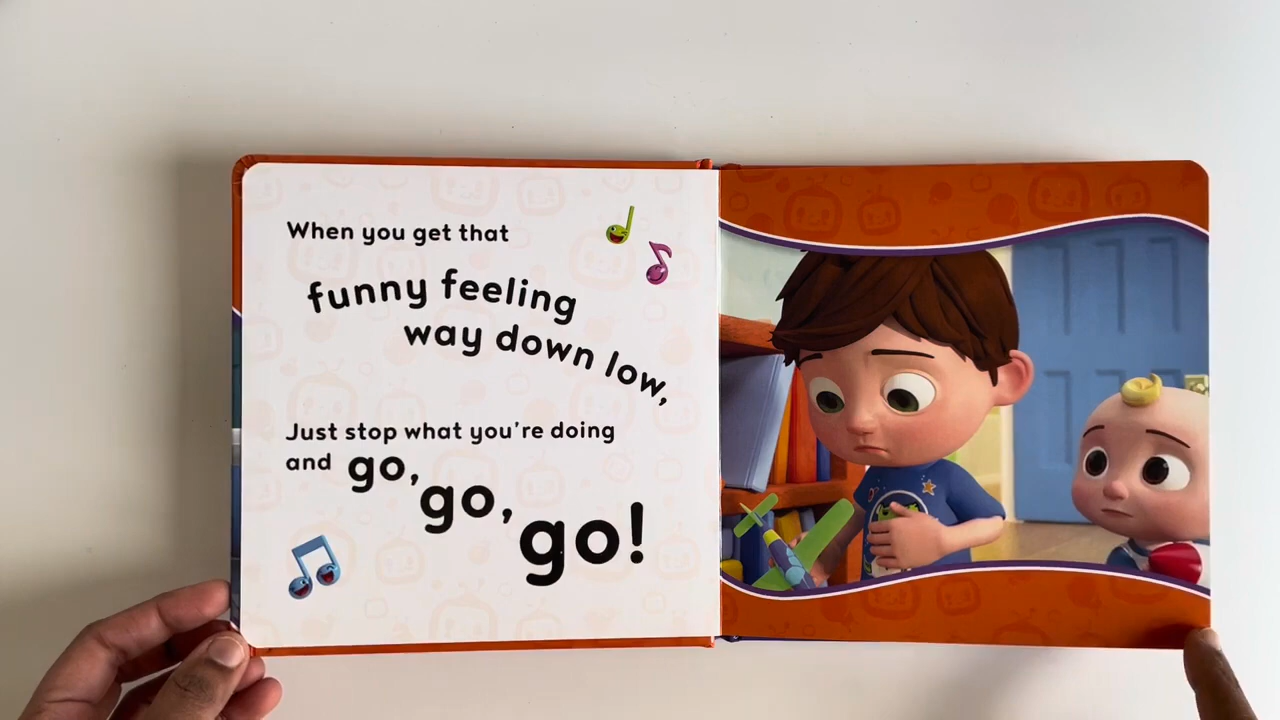 When you get that
funny feeling
way down low,
Just stop what you're doing
and go, go, go!